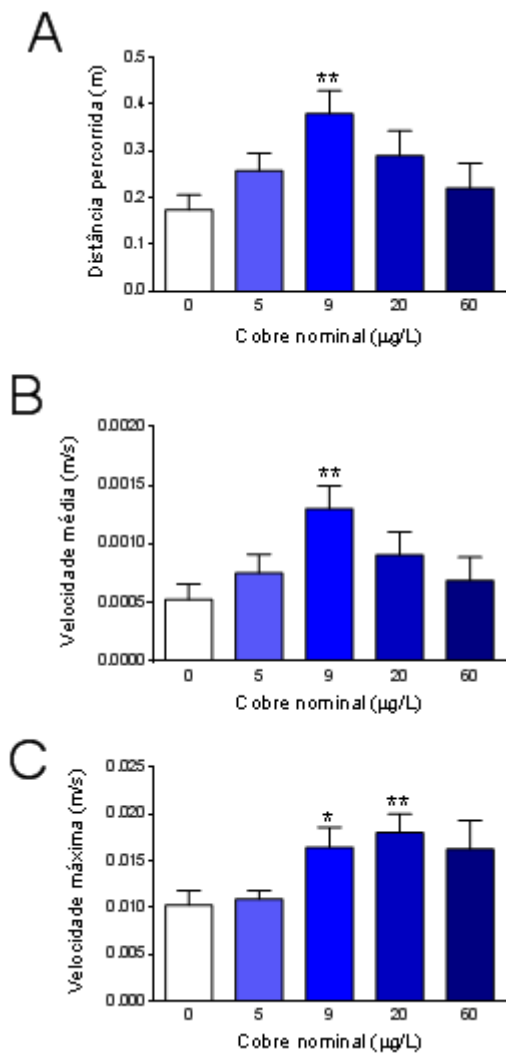 A
Distância percorrida (m)
0.5
0.4
0.3
0.2
0.1
0.0
**
0 5 9 20 60
Cobre nominal (µg/L)
B
Velocidade média (m/s)
0.0020
0.0015
0.0010
0.0005
0.0000
**
0 5 9 20 60
Cobre nominal (µg/L)
C
Velocidade máxima (m/s)
0.025
0.020
0.015
0.010
0.005
0.000
* **
0 5 9 20 60
Cobre nominal (µg/L)